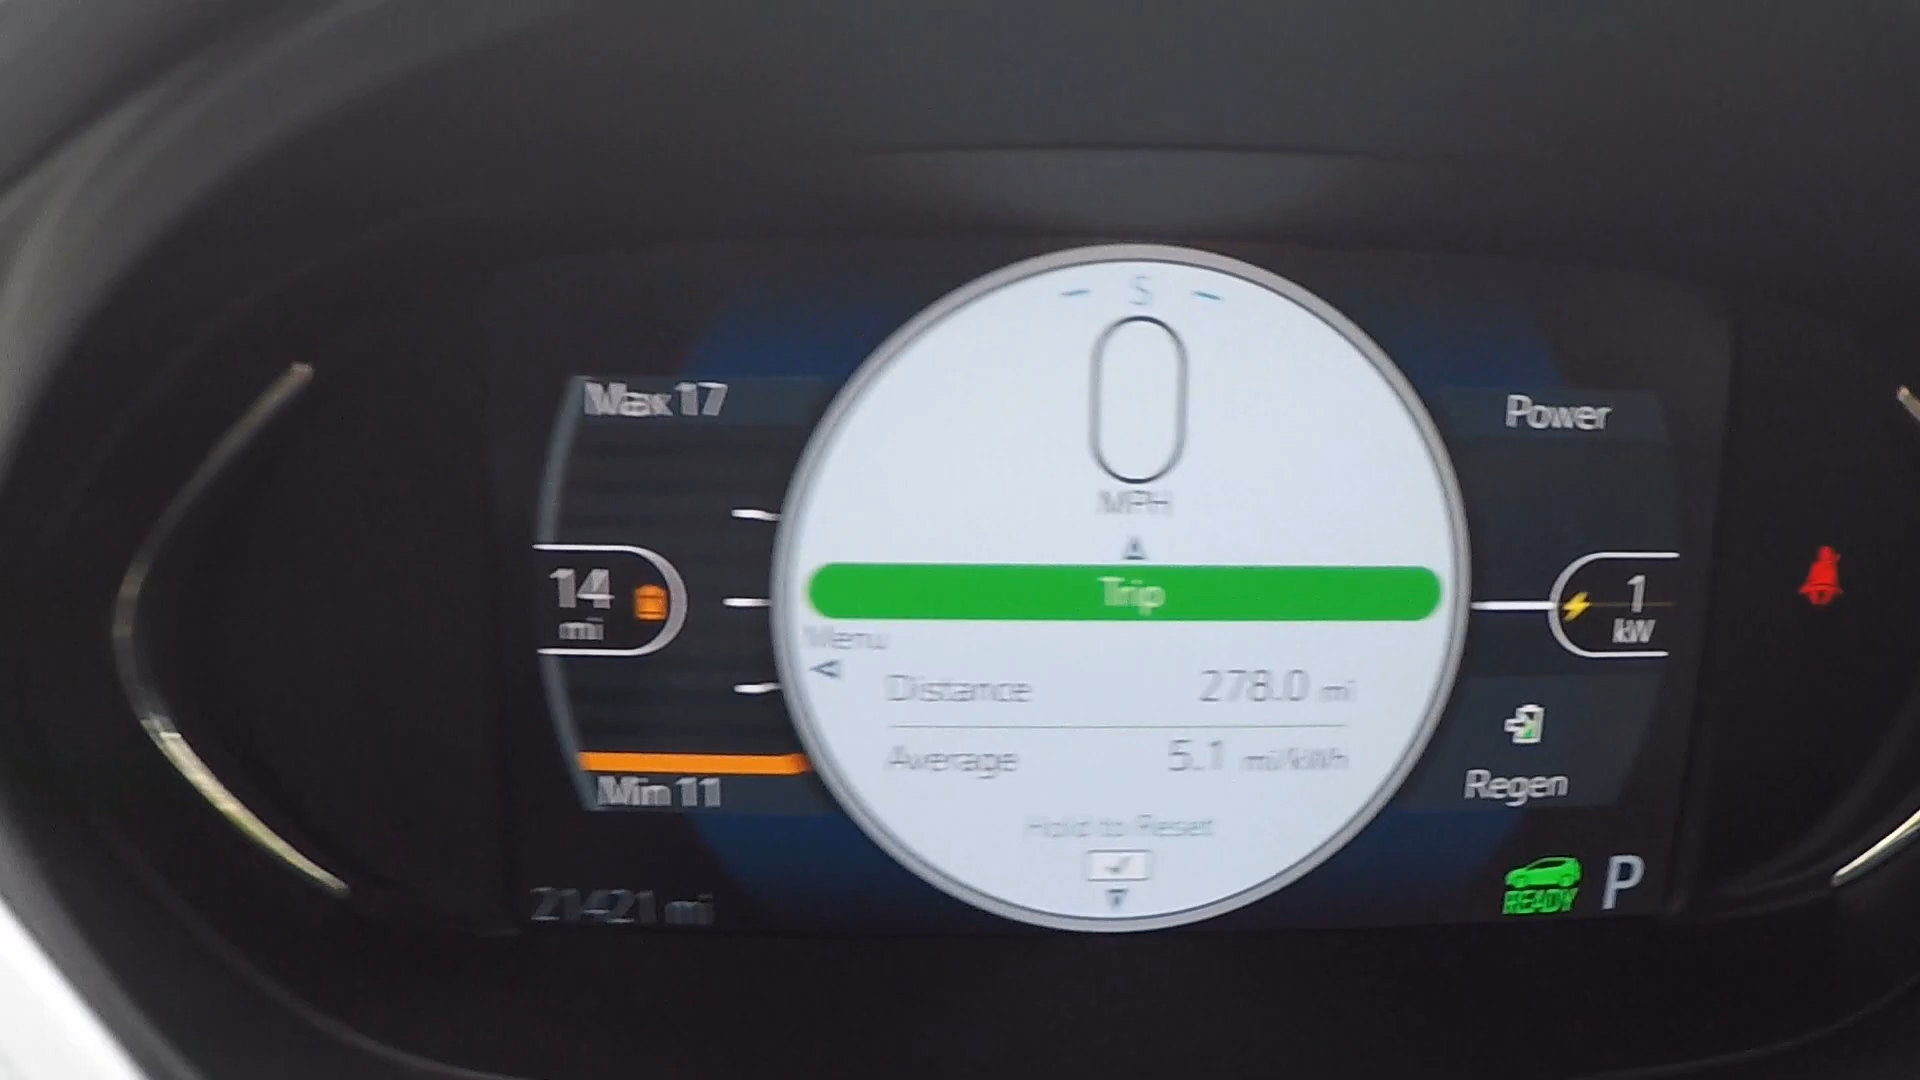 S
0
MPH
Max 17
Power
14
mi
Trip
1
kW
Menu
Distance 278.0 mi
Average 5.1 mi/kWh
Min 11
Regen
Hold to Reset
21421 mi
READY P